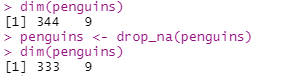 > dim(penguins)
[1] 344   9
> penguins <- drop_na(penguins)
> dim(penguins)
[1] 333   9